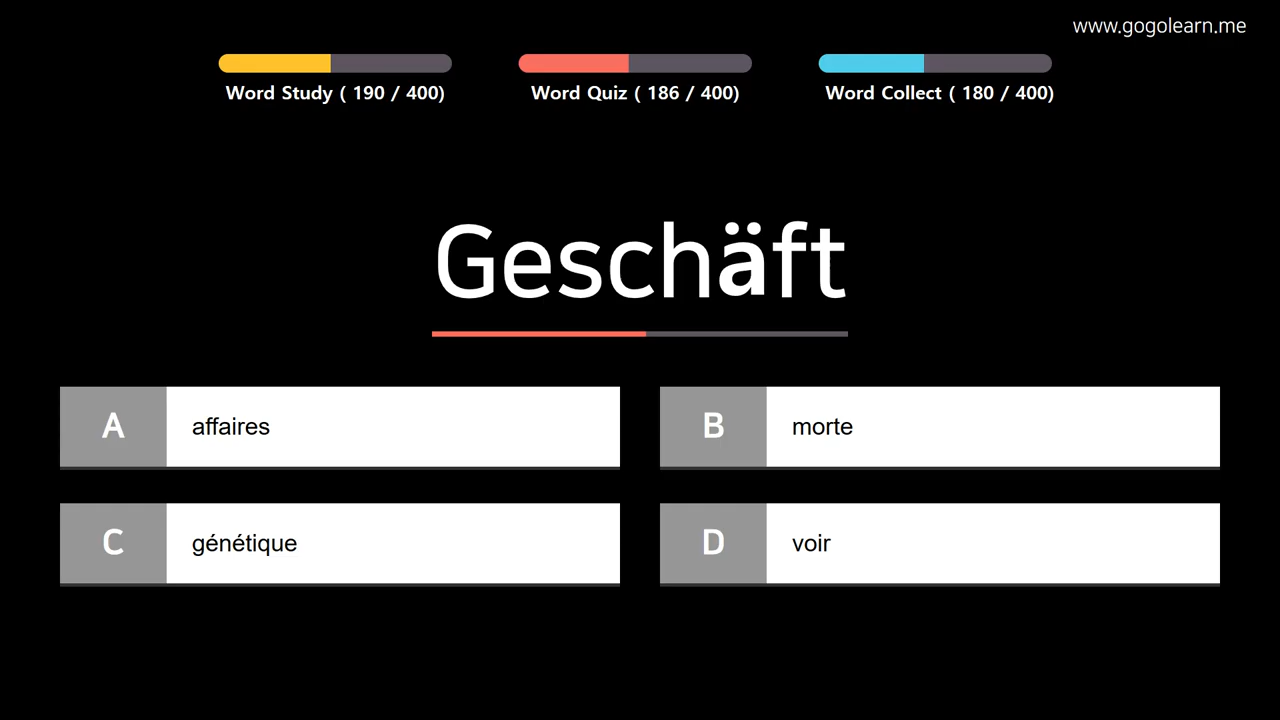 www.gogolearn.me
Word Study ( 190 / 400)
Word Quiz ( 186 / 400)
Word Collect ( 180 / 400)
Geschäft
A affaires
B morte
C génétique
D voir